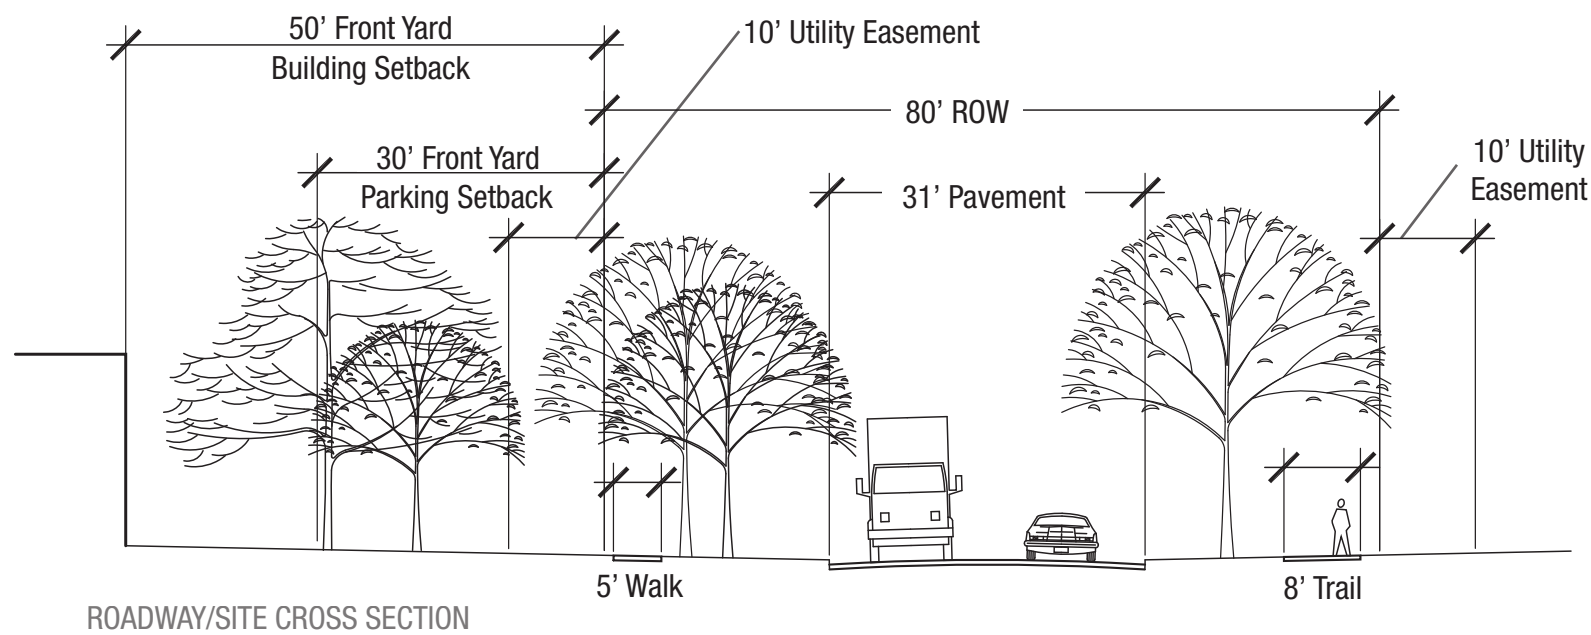 50’ Front Yard
Building Setback
10’ Utility Easement
80’ ROW
30’ Front Yard
Parking Setback
31’ Pavement
10’ Utility
Easement
5’ Walk
8’ Trail
ROADWAY/SITE CROSS SECTION